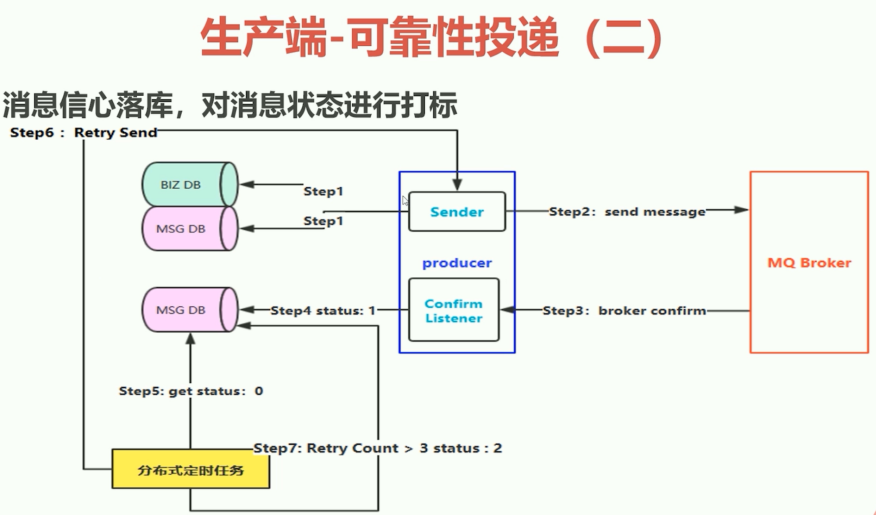 生产端-可靠性投递（二）
消息信心落库，对消息状态进行打标
Step6： Retry Send
BIZ DB
Step1
MSG DB
Step1
Sender
Step2：send message
producer
MQ Broker
MSG DB
Step4 status: 1
Confirm
Listener
Step3：broker confirm
Step5: get status：0
Step7: Retry Count > 3 status : 2
分布式定时任务